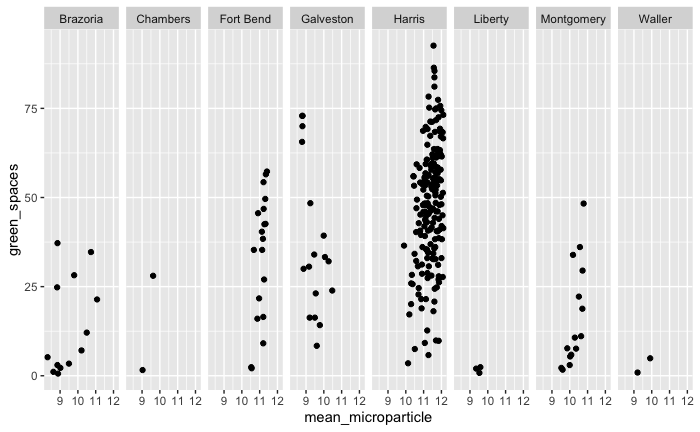 Brazoria Chambers Fort Bend Galveston Harris Liberty Montgomery Waller
green_spaces
75
50
25
0
9 10 11 12 9 10 11 12 9 10 11 12 9 10 11 12 9 10 11 12 9 10 11 12 9 10 11 12 9 10 11 12
mean_microparticle